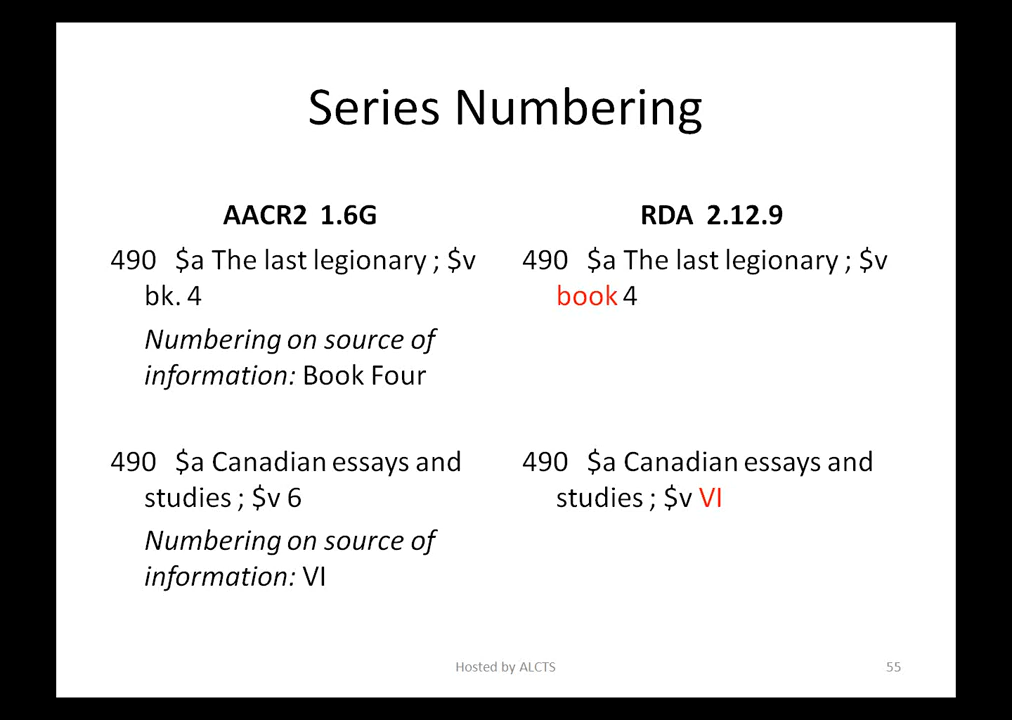 Series Numbering
AACR2 1.6G
490 $a The last legionary ; $v
bk. 4
Numbering on source of
information: Book Four
490 $a Canadian essays and
studies ; $v 6
Numbering on source of
information: VI
RDA 2.12.9
490 $a The last legionary ; $v
book 4
490 $a Canadian essays and
studies ; $v VI
Hosted by ALCTS
55